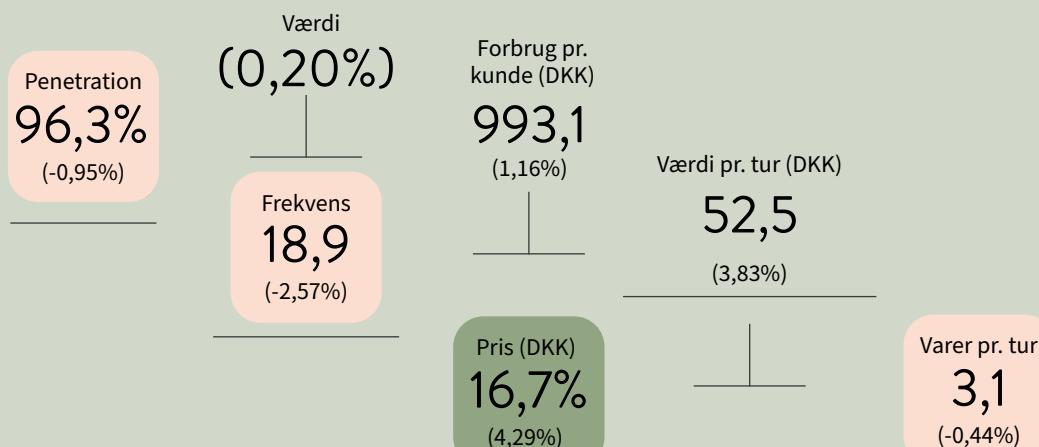 Værdi
(0,20%)
Penetration
96,3%
(-0,95%)
Forbrug pr.
kunde (DKK)
993,1
(1,16%)
Frekvens
18,9
(-2,57%)
Værdi pr. tur (DKK)
52,5
(3,83%)
Pris (DKK)
16,7%
(4,29%)
Varer pr. tur
3,1
(-0,44%)